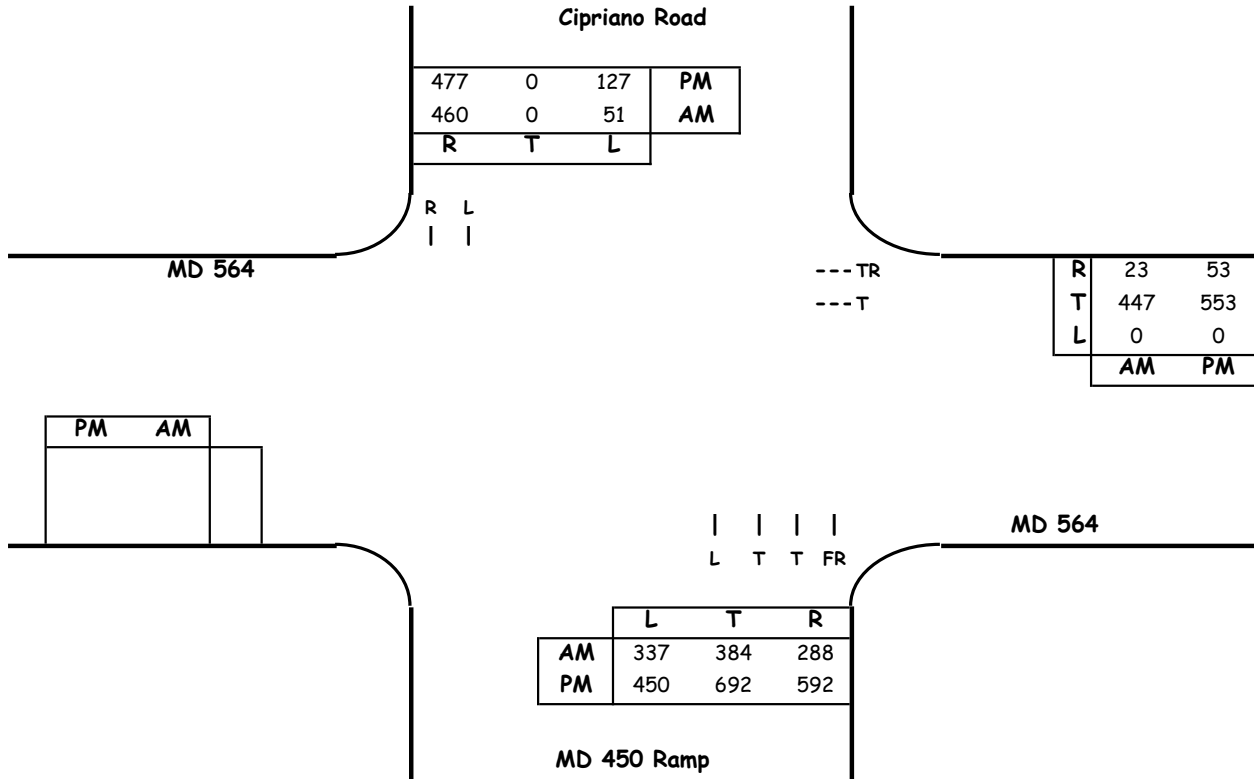 Cipriano Road
477 0 127 PM
460 0 51 AM
R T L
R L
MD 564
TR
T
R 23 53
T 447 553
L 0 0
AM PM
PM AM
MD 564
L T T FR
L T R
AM 337 384 288
PM 450 692 592
MD 450 Ramp